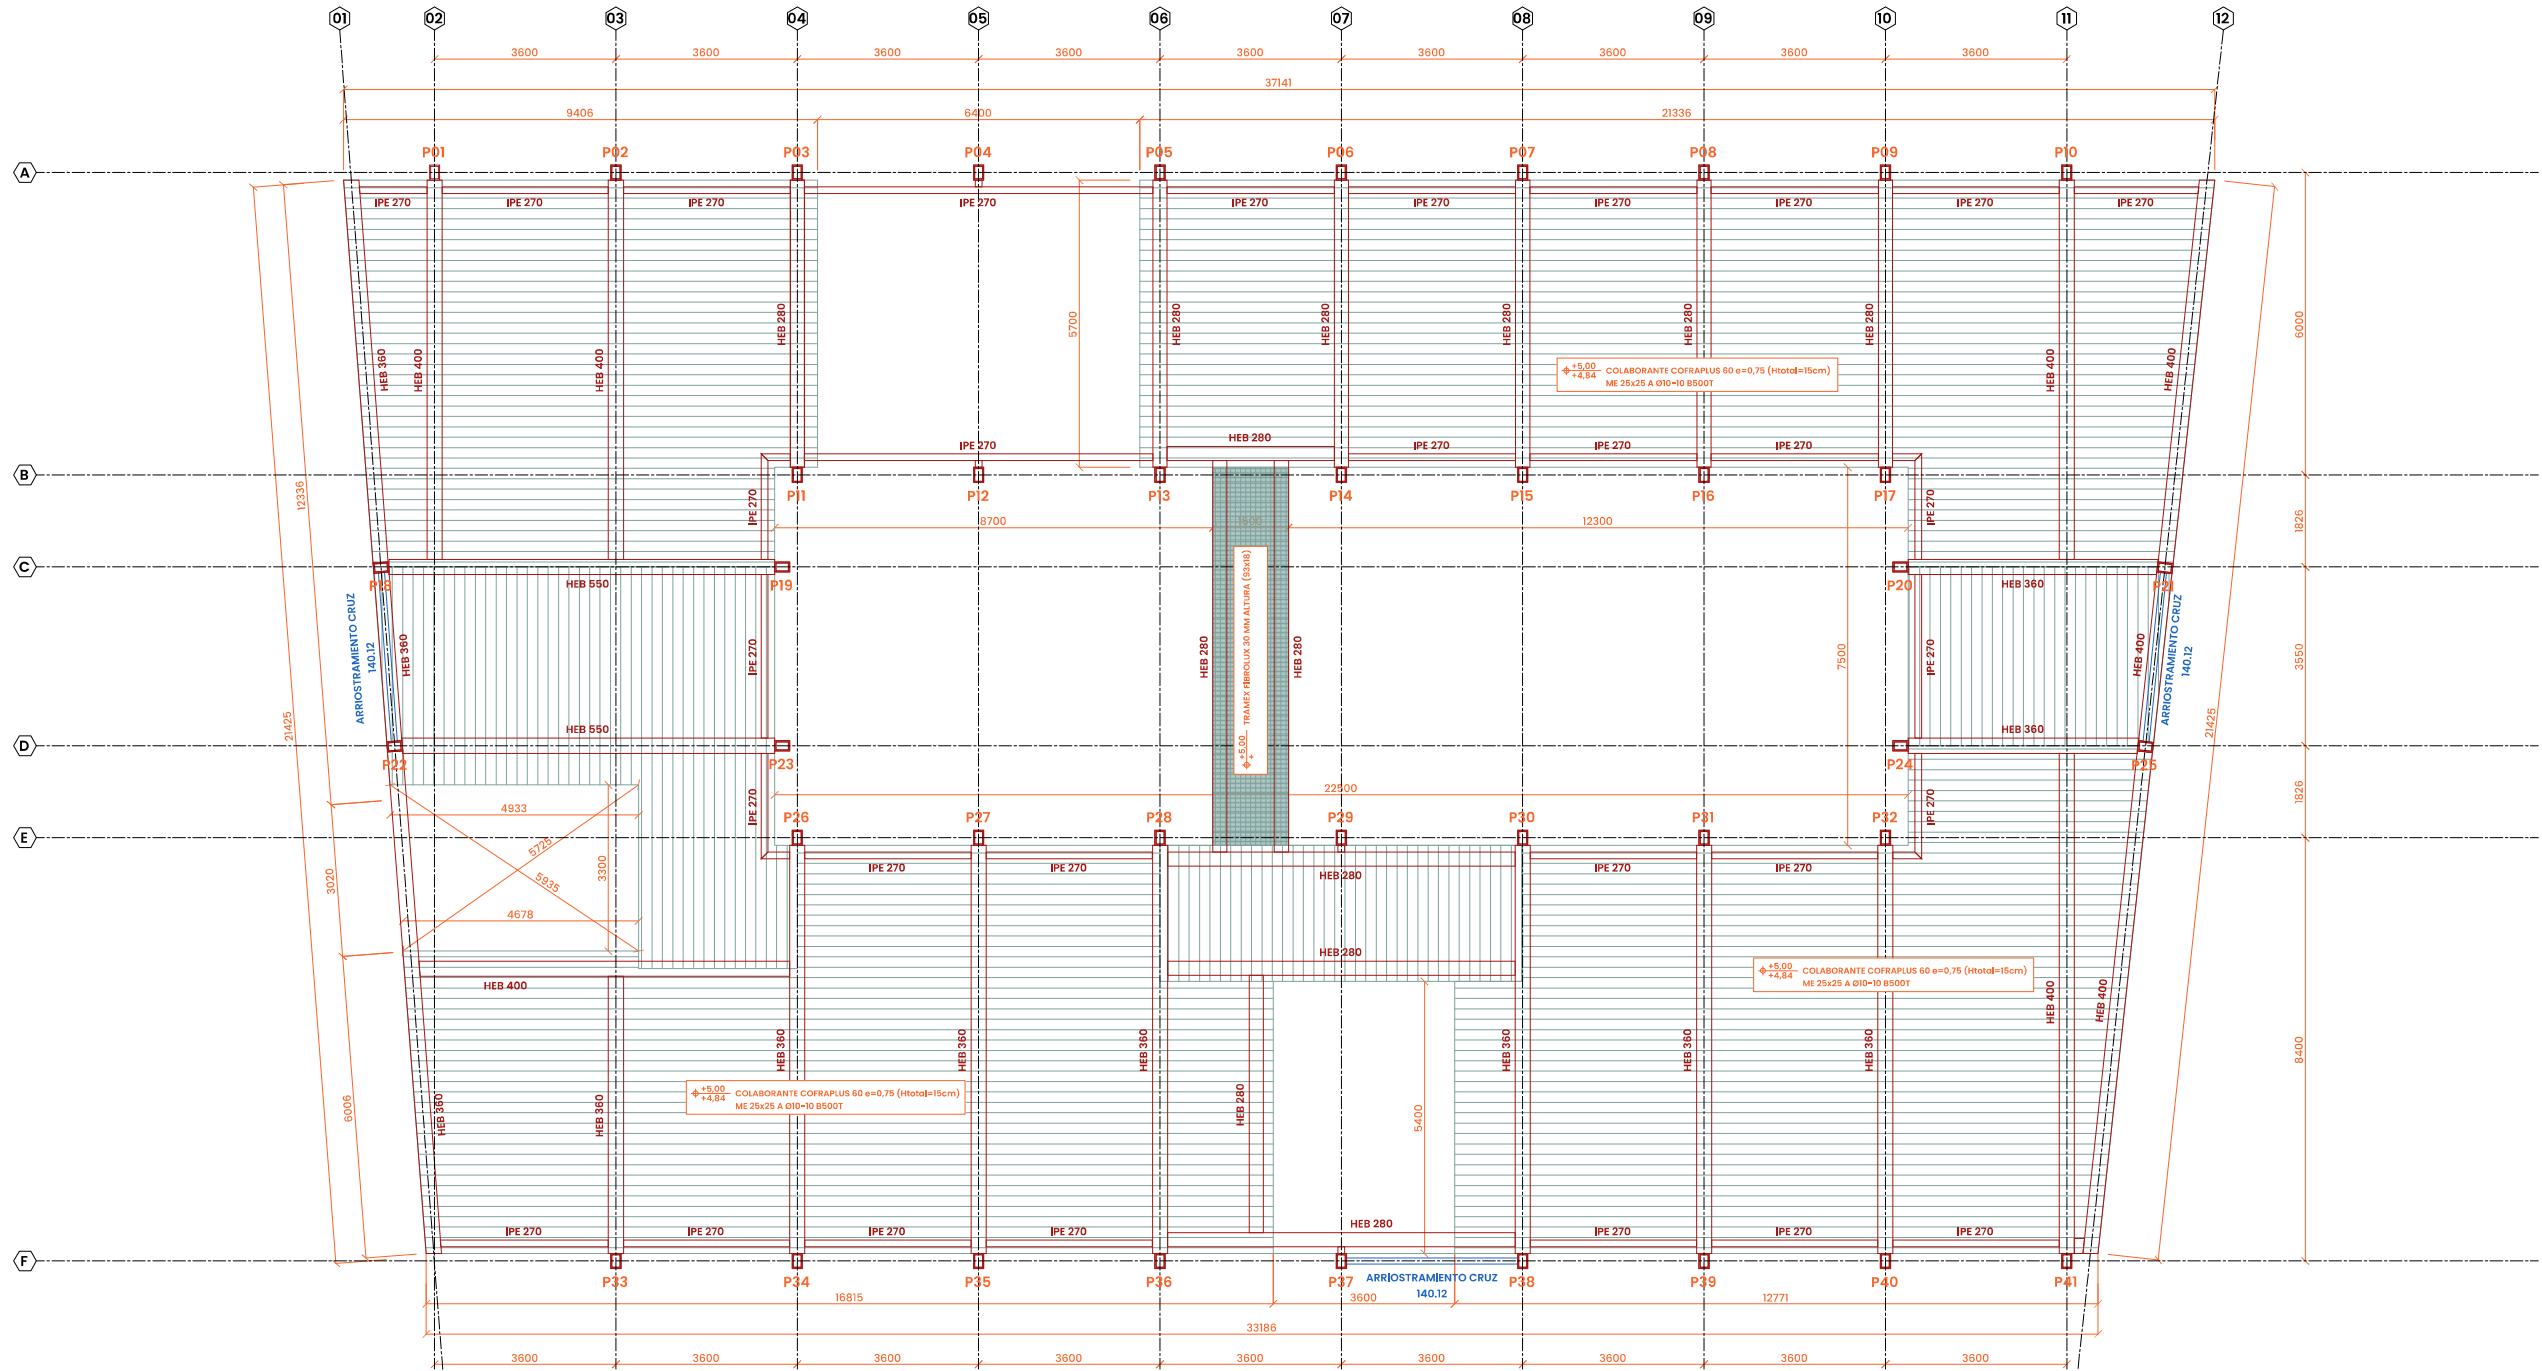 01 02 03 04 05 06 07 08 09 10 11 12
3600 3600 3600 3600 3600 3600 3600 3600 3600
37141
9406 6400 21336
P01 P02 P03 P04 P05 P06 P07 P08 P09 P10
A
IPE 270 IPE 270 IPE 270 IPE 270 IPE 270 IPE 270 IPE 270 IPE 270 IPE 270 IPE 270
HEB 360 HEB 400 HEB 400 HEB 280 5700 HEB 280 HEB 280 HEB 280 HEB 280 HEB 280 HEB 400 HEB 400 6000
+5,00 COLABORANTE COFRAPLUS 60 e=0,75 (Htotal=15cm)
+4,84 ME 25x25 A Ø10-10 B500T
IPE 270 HEB 280 IPE 270 IPE 270 IPE 270
B
P11 P12 P13 P14 P15 P16 P17
12336 IPE 270 IPE 270 1826
8700 1500 12300
C
P18 HEB 550 P19 P20 HEB 360 P21
ARRIOSTRAMIENTO CRUZ
140.12
HEB 360 IPE 270 HEB 280 HEB 280 7500 IPE 270 HEB 400
+5,00 TRAMEX FIBROLUX 30 MM ALTURA (93x18)
+
ARRIOSTRAMIENTO CRUZ
140.12
3550
21425 21425
HEB 550 HEB 360
D
P22 P23 P24 P25
22500
4933 IPE 270 IPE 270 1826
P26 P27 P28 P29 P30 P31 P32
E
5725 3300 5935
3020
IPE 270 IPE 270 HEB 280 IPE 270 IPE 270
4678
HEB 280
HEB 400
+5,00 COLABORANTE COFRAPLUS 60 e=0,75 (Htotal=15cm)
+4,84 ME 25x25 A Ø10-10 B500T
HEB 360 HEB 360 HEB 360 HEB 360 HEB 360 HEB 360 HEB 400 HEB 400 8400
+5,00 COLABORANTE COFRAPLUS 60 e=0,75 (Htotal=15cm)
+4,84 ME 25x25 A Ø10-10 B500T
6006 HEB 360 HEB 360 HEB 280 5400
IPE 270 IPE 270 IPE 270 IPE 270 HEB 280 IPE 270 IPE 270 IPE 270
F
P33 P34 P35 P36 P37 P38 P39 P40 P41
ARRIOSTRAMIENTO CRUZ
140.12
16815 3600 12771
33186
3600 3600 3600 3600 3600 3600 3600 3600 3600